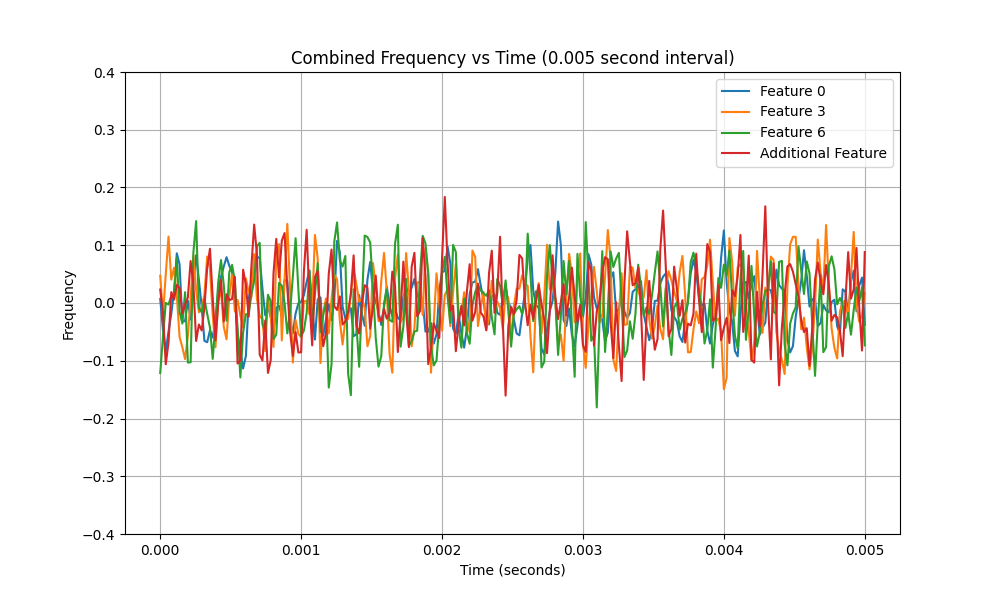 Combined Frequency vs Time (0.005 second interval)
Feature 0
Feature 3
Feature 6
Additional Feature
Frequency
0.4
0.3
0.2
0.1
0.0
−0.1
−0.2
−0.3
−0.4
0.000 0.001 0.002 0.003 0.004 0.005
Time (seconds)